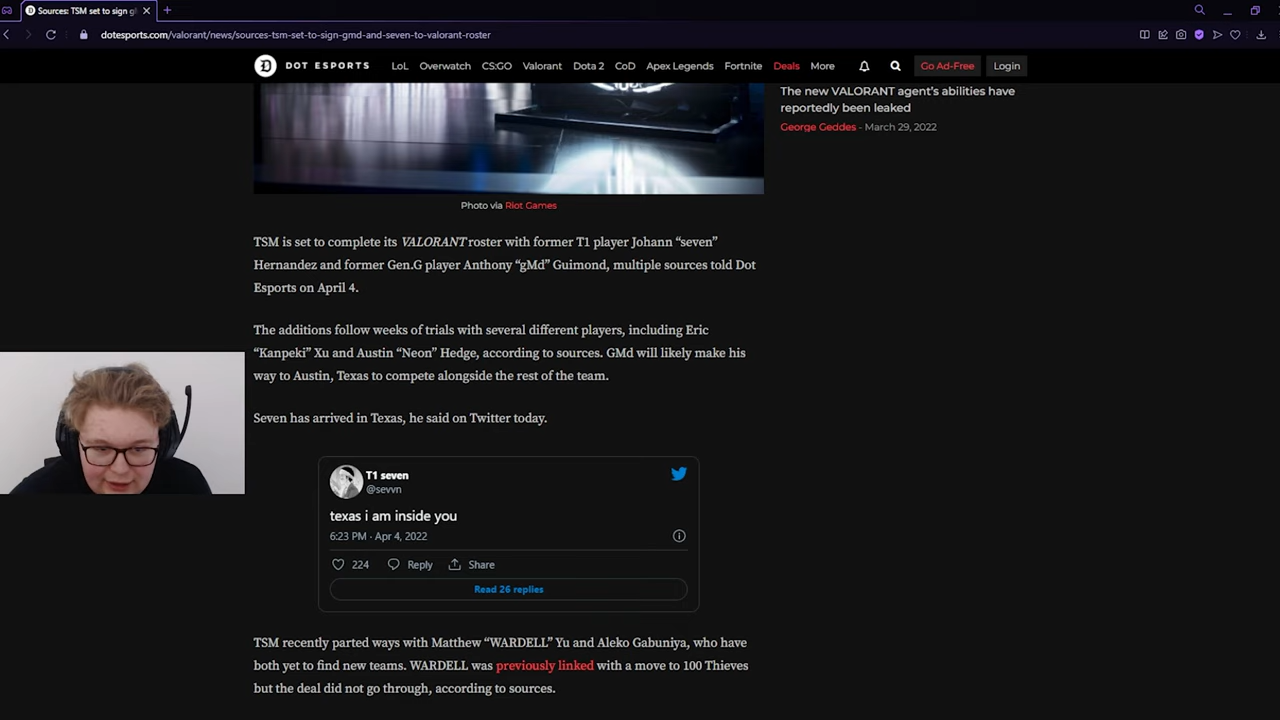 Sources: TSM set to sign g
dotesports.com/valorant/news/sources-tsm-set-to-sign-gmd-and-seven-to-valorant-roster
DOT ESPORTS LoL Overwatch CS:GO Valorant Dota 2 CoD Apex Legends Fortnite Deals More Go Ad-Free Login
The new VALORANT agent's abilities have
reportedly been leaked
George Geddes - March 29, 2022
Photo via Riot Games
TSM is set to complete its VALORANT roster with former T1 player Johann “seven”
Hernandez and former Gen.G player Anthony “gMd” Guimond, multiple sources told Dot
Esports on April 4.
The additions follow weeks of trials with several different players, including Eric
“Kanpeki” Xu and Austin “Neon” Hedge, according to sources. GMd will likely make his
way to Austin, Texas to compete alongside the rest of the team.
Seven has arrived in Texas, he said on Twitter today.
T1 seven
@sevvn
texas i am inside you
6:23 PM · Apr 4, 2022
224 Reply Share
Read 26 replies
TSM recently parted ways with Matthew “WARDELL” Yu and Aleko Gabuniya, who have
both yet to find new teams. WARDELL was previously linked with a move to 100 Thieves
but the deal did not go through, according to sources.